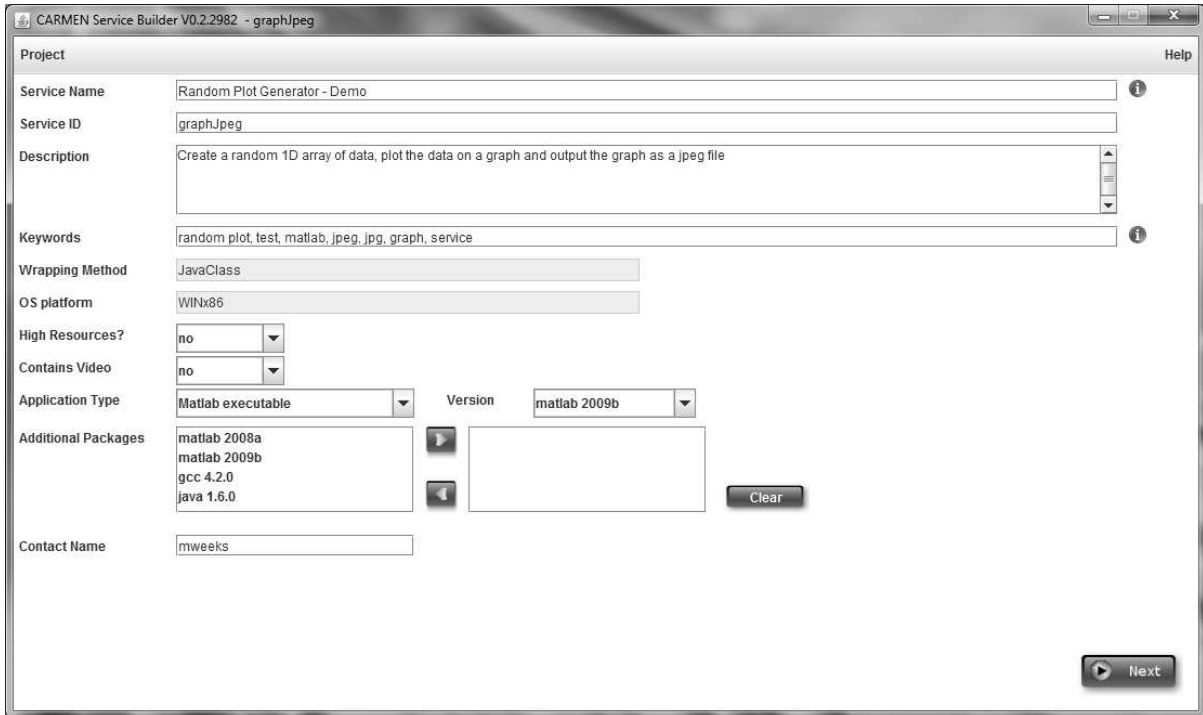 CARMEN Service Builder V0.2.2982 - graphJpeg
Project Help
Service Name Random Plot Generator - Demo
Service ID graphJpeg
Description Create a random 1D array of data, plot the data on a graph and output the graph as a jpeg file
Keywords random plot, test, matlab, jpeg, jpg, graph, service
Wrapping Method JavaClass
OS platform WINx86
High Resources? no
Contains Video no
Application Type Matlab executable Version matlab 2009b
Additional Packages matlab 2008a
matlab 2009b
gcc 4.2.0
java 1.6.0
Clear
Contact Name mweeks
Next